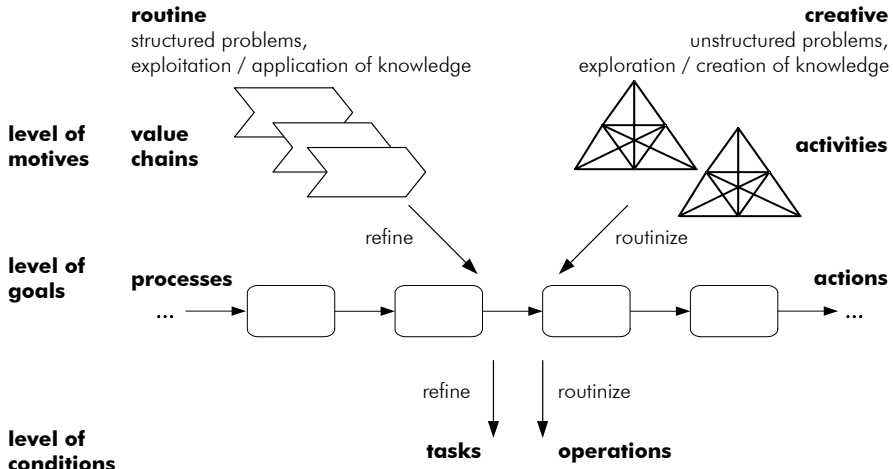 routine
structured problems,
exploitation / application of knowledge
creative
unstructured problems,
exploration / creation of knowledge
level of
motives
value
chains
activities
refine
routinize
level of
goals
processes
actions
...
...
refine
routinize
level of
conditions
tasks
operations